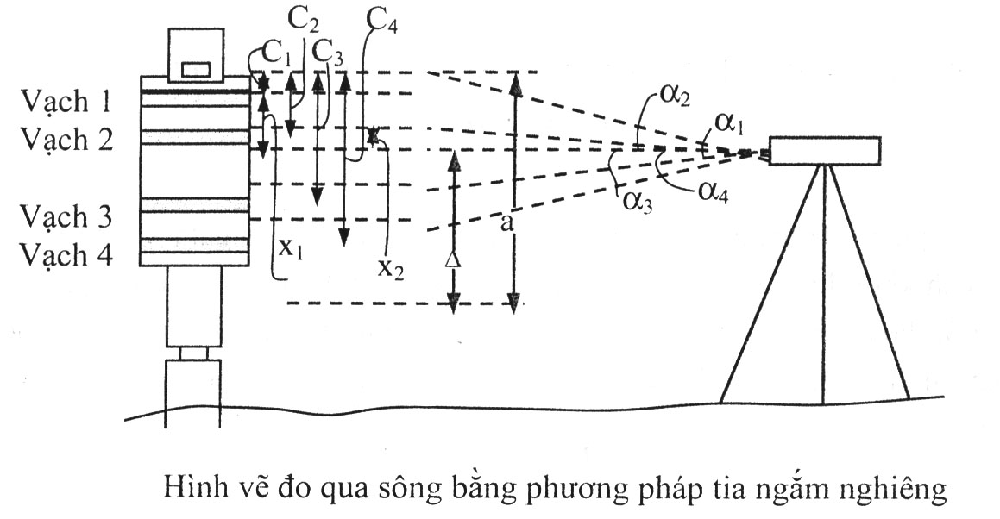 C₂
C₄
C₁
C₃
Vạch 1
α₂
α₁
Vạch 2
α₃
α₄
Vạch 3
a
x₁
Vạch 4
x₂
Δ
Hình vẽ đo qua sông bằng phương pháp tia ngắm nghiêng